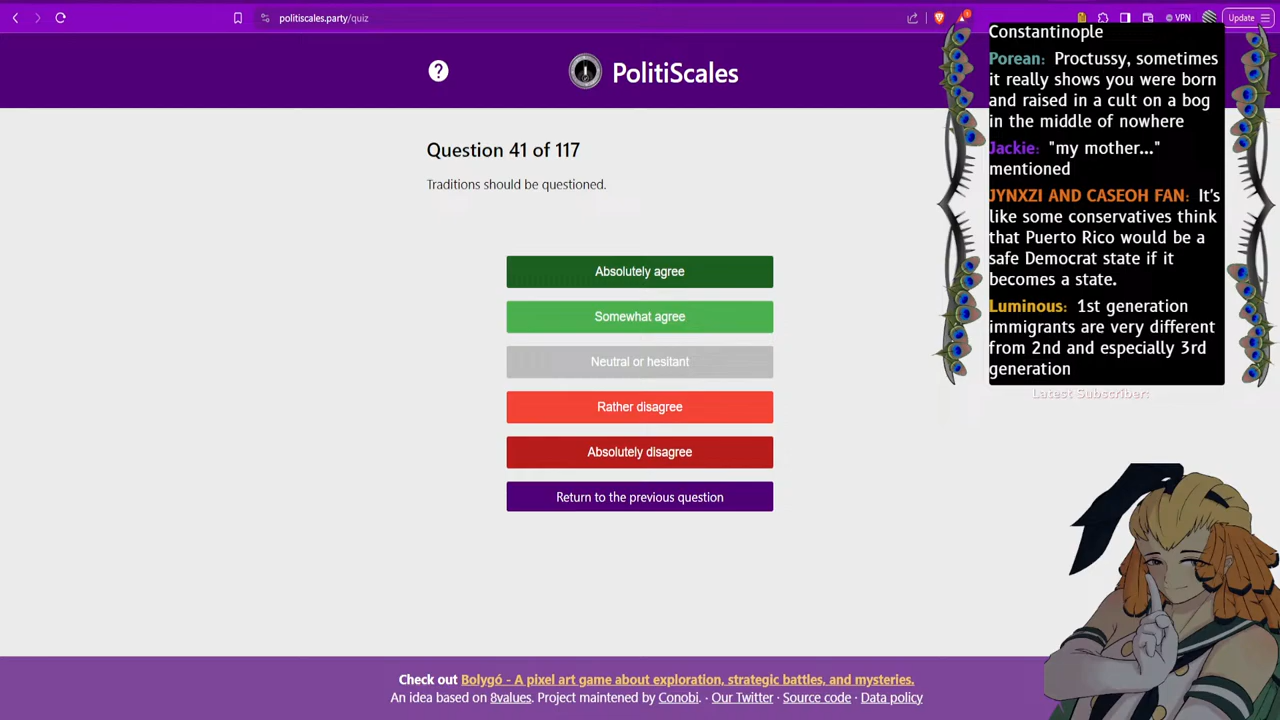 politiscales.party/quiz
VPN
Update
PolitiScales
Question 41 of 117
Traditions should be questioned.
Absolutely agree
Somewhat agree
Neutral or hesitant
Rather disagree
Absolutely disagree
Return to the previous question
Check out Bolygó - A pixel art game about exploration, strategic battles, and mysteries.
An idea based on 8values. Project maintened by Conobi. · Our Twitter · Source code · Data policy
Constantinople
Porean: Proctussy, sometimes
it really shows you were born
and raised in a cult on a bog
in the middle of nowhere
Jackie: "my mother..."
mentioned
JYNXZI AND CASEOH FAN: It's
like some conservatives think
that Puerto Rico would be a
safe Democrat state if it
becomes a state.
Luminous: 1st generation
immigrants are very different
from 2nd and especially 3rd
generation
Latest Subscriber: